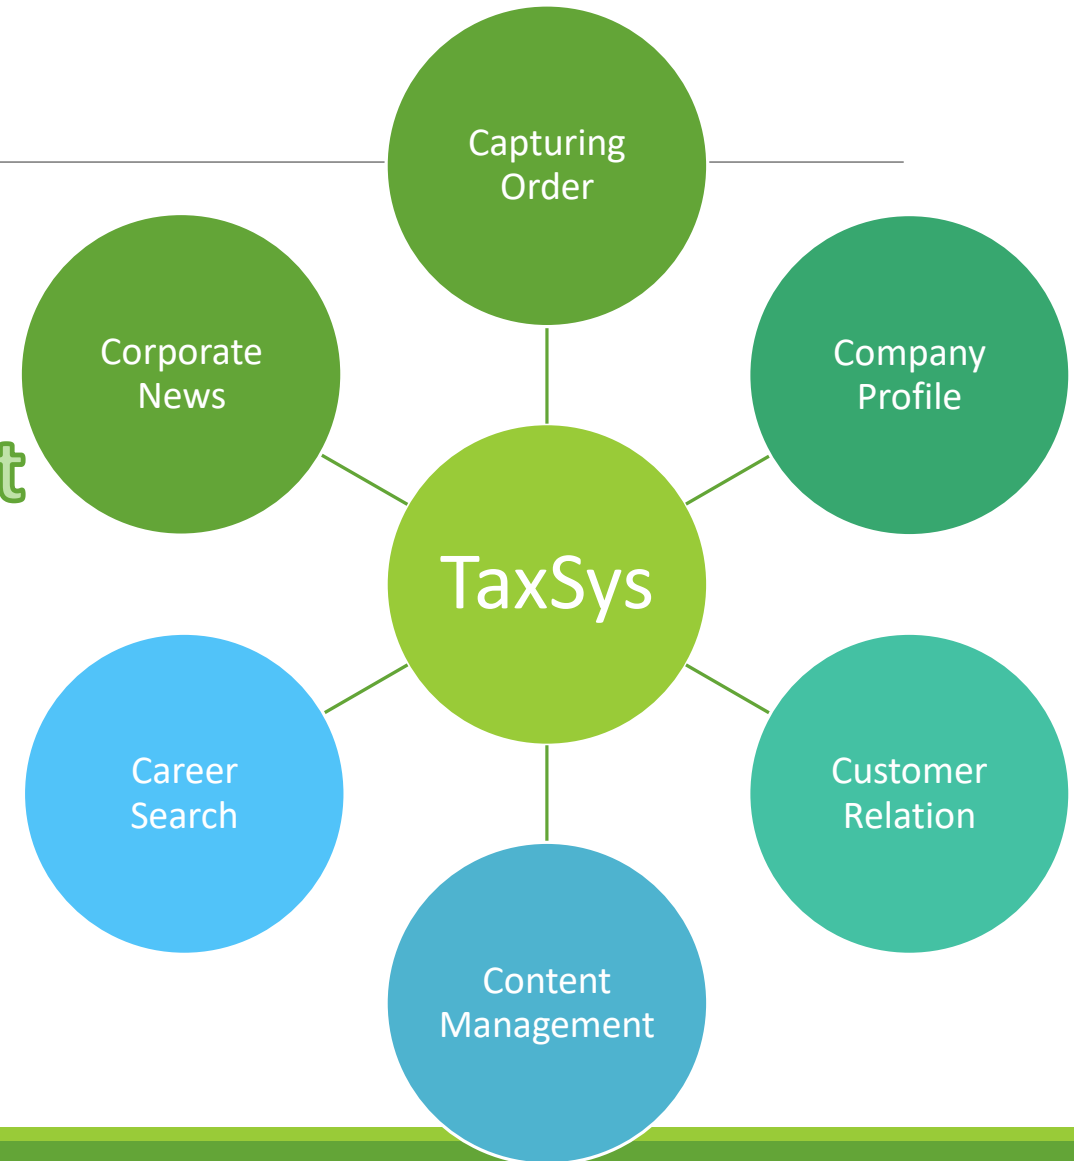 Capturing
Order
Corporate
News
Company
Profile
t
TaxSys
Career
Search
Customer
Relation
Content
Management